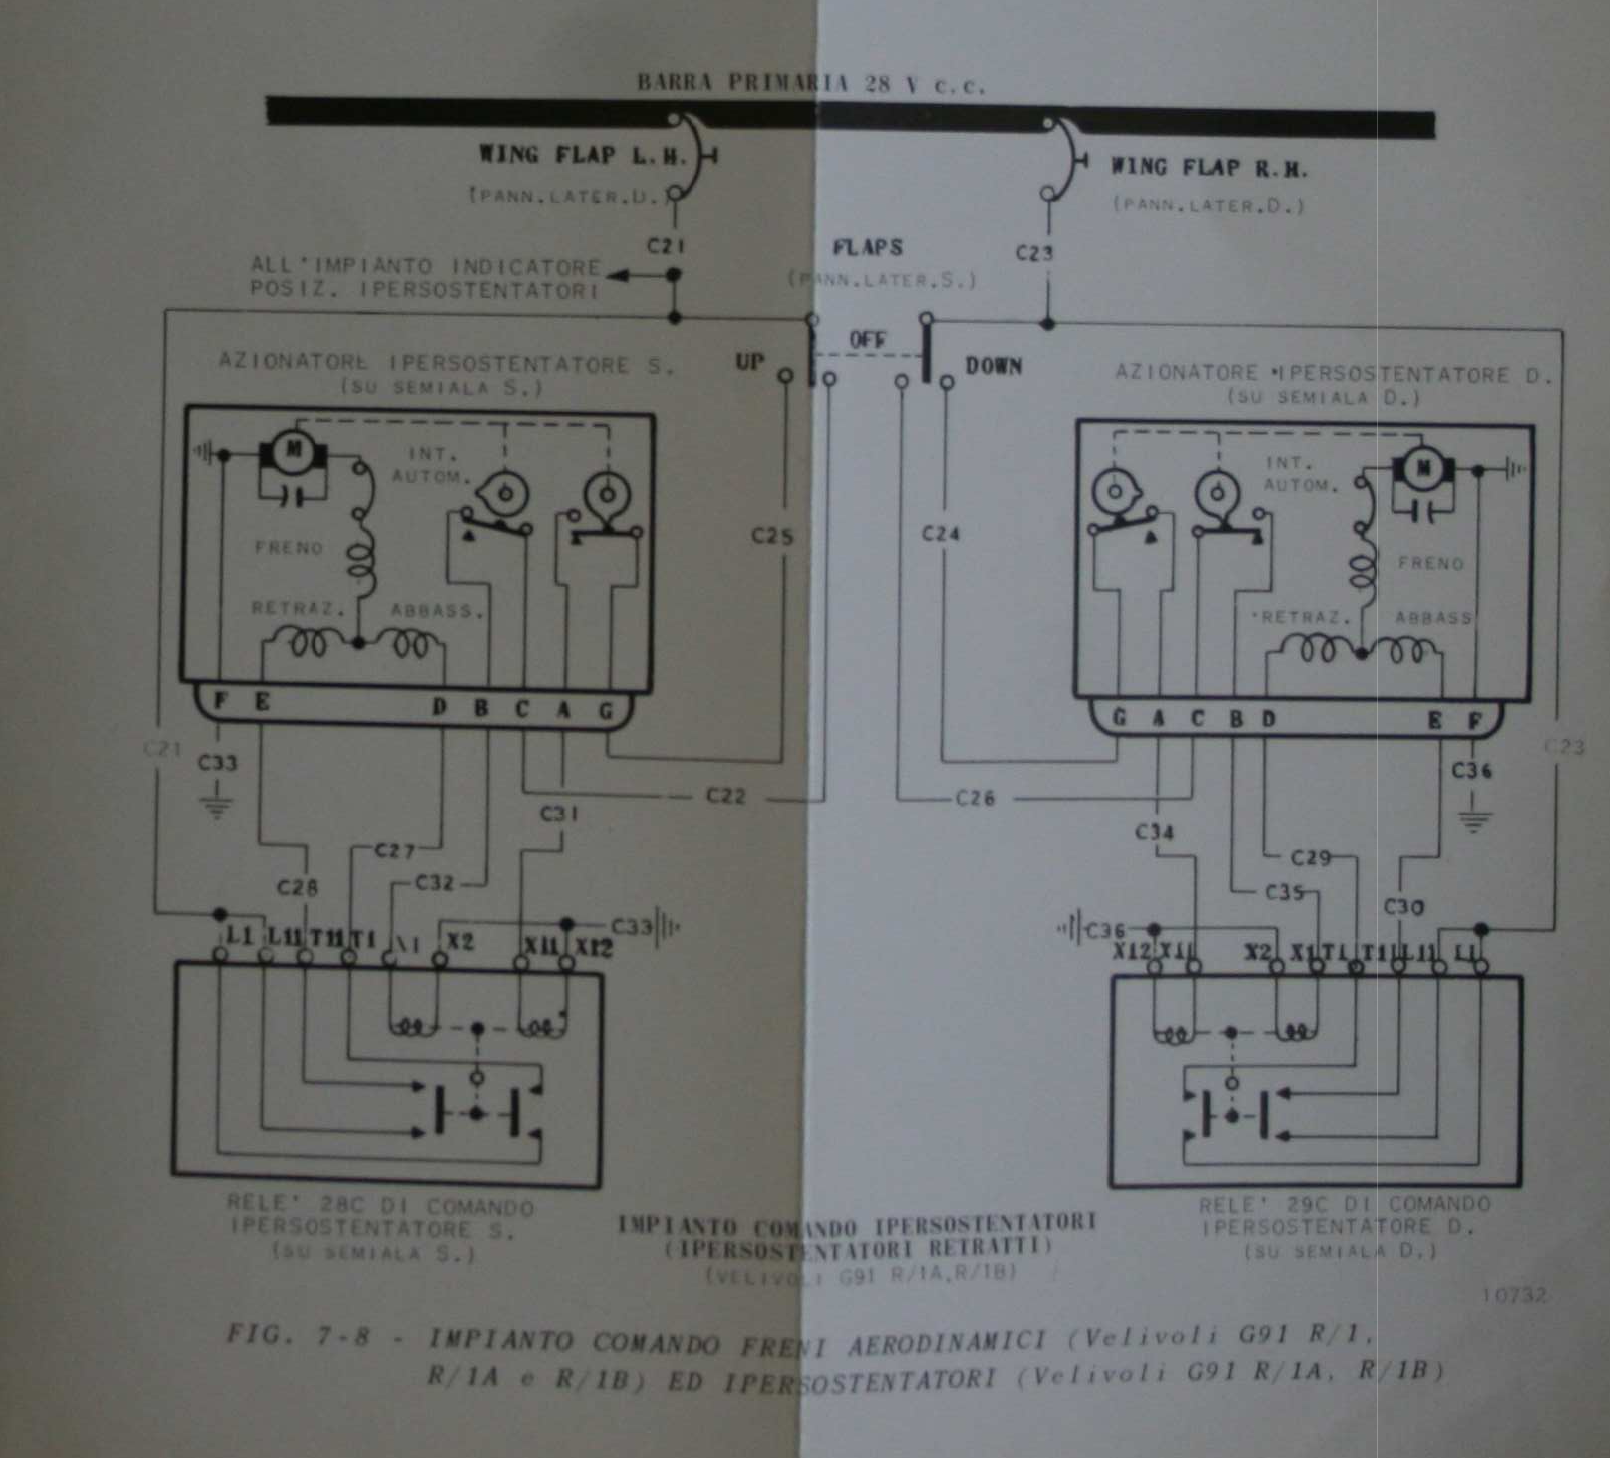 BARRA PRIMARIA 28 V c.c.
WING FLAP L.H.
(PANN.LATER.D.)
WING FLAP R.H.
(PANN.LATER.D.)
C21
FLAPS
(PANN.LATER.S.)
C23
ALL'IMPIANTO INDICATORE
POSIZ. IPERSOSTENTATORI
OFF
UP
DOWN
AZIONATORE IPERSOSTENTATORE S.
(SU SEMIALA S.)
AZIONATORE IPERSOSTENTATORE D.
(SU SEMIALA D.)
M
INT.
AUTOM.
FRENO
RETRAZ. ABBASS.
F E D B C A G
C25
C24
INT.
AUTOM.
M
FRENO
RETRAZ. ABBASS
G A C B D E F
C21
C33
C22
C31
C27
C28
C32
C33
C26
C34
C29
C35
C30
C36
C36
C23
L1 L11 T11 T1 X1 X2 X11 X12
X12 X11 X2 X1 T1 T11 L11 L1
RELE' 28C DI COMANDO
IPERSOSTENTATORE S.
(SU SEMIALA S.)
IMPIANTO COMANDO IPERSOSTENTATORI
(IPERSOSTENTATORI RETRATTI)
(VELIVOLI G91 R/1A,R/1B)
RELE' 29C DI COMANDO
IPERSOSTENTATORE D.
(SU SEMIALA D.)
10732
FIG. 7-8 - IMPIANTO COMANDO FRENI AERODINAMICI (Velivoli G91 R/1,
R/1A e R/1B) ED IPERSOSTENTATORI (Velivoli G91 R/1A, R/1B)